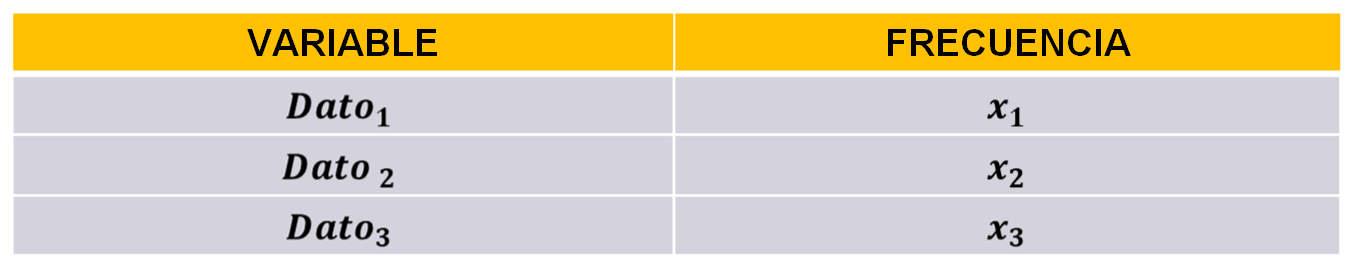 VARIABLE FRECUENCIA
Dato₁ x₁
Dato ₂ x₂
Dato₃ x₃